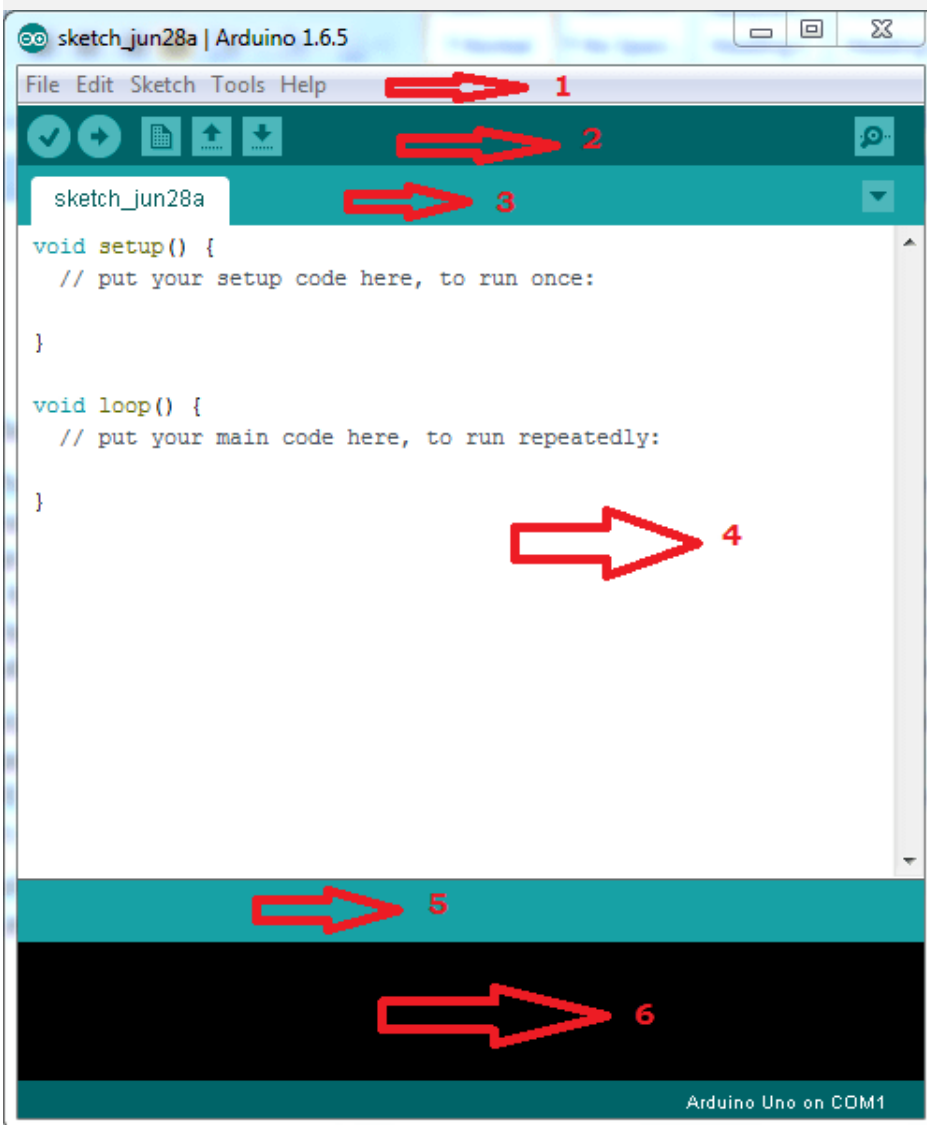 sketch_jun28a | Arduino 1.6.5
File Edit Sketch Tools Help 1
2
sketch_jun28a 3
void setup() {
  // put your setup code here, to run once:
}
void loop() {
  // put your main code here, to run repeatedly:
}
4
5
6
Arduino Uno on COM1